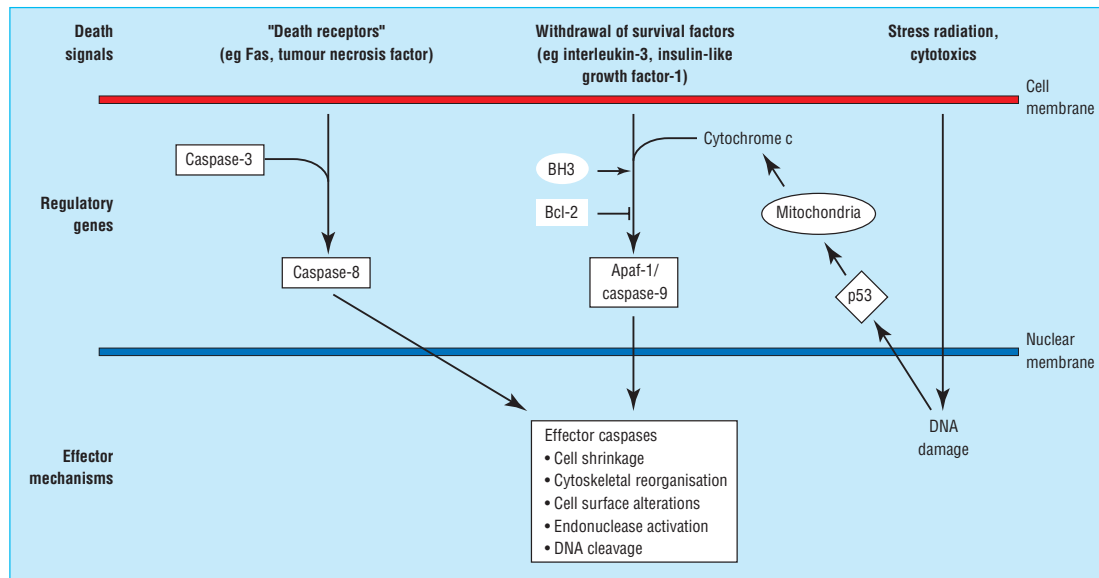 Death
signals
"Death receptors"
(eg Fas, tumour necrosis factor)
Withdrawal of survival factors
(eg interleukin-3, insulin-like
growth factor-1)
Stress radiation,
cytotoxics
Cell
membrane
Caspase-3
Cytochrome c
BH3
Regulatory
genes
Bcl-2
Mitochondria
Caspase-8
Apaf-1/
caspase-9
p53
Nuclear
membrane
DNA
damage
Effector
mechanisms
Effector caspases
• Cell shrinkage
• Cytoskeletal reorganisation
• Cell surface alterations
• Endonuclease activation
• DNA cleavage